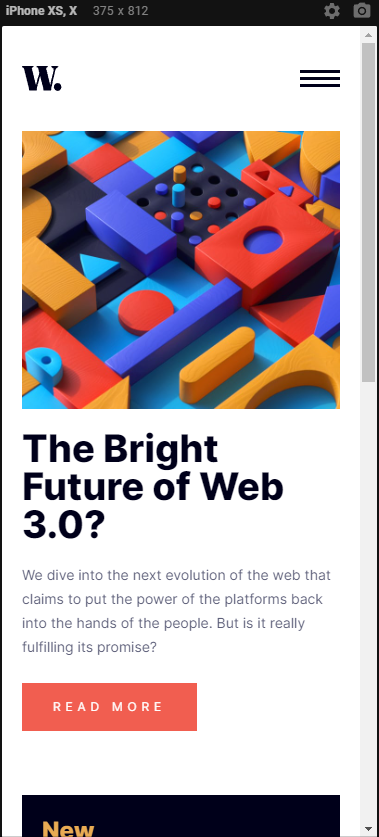 iPhone XS, X 375 x 812
W.
The Bright
Future of Web
3.0?
We dive into the next evolution of the web that
claims to put the power of the platforms back
into the hands of the people. But is it really
fulfilling its promise?
READ MORE
New